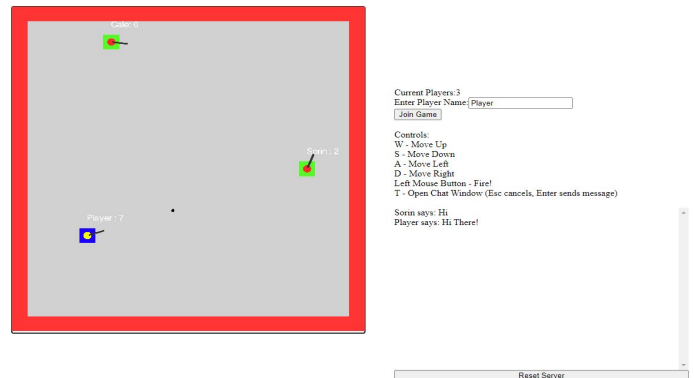 Sorin : 2
Player : 7
Current Players:3
Enter Player Name: Player
Join Game
Controls:
W - Move Up
S - Move Down
A - Move Left
D - Move Right
Left Mouse Button - Fire!
T - Open Chat Window (Esc cancels, Enter sends message)
Sorin says: Hi
Player says: Hi There!
Reset Server